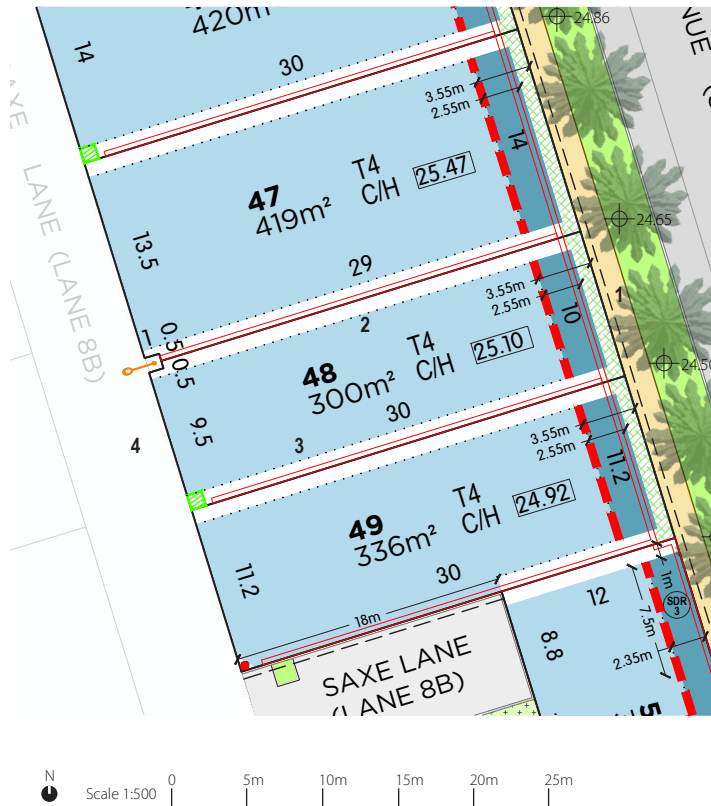 420m
24.86
14
30
3.55m
2.55m
14
47
419m²
T4
C/H
25.47
24.65
LANE (LANE 8B)
13.5
29
1
1
0.5
0.5
2
3.55m
2.55m
10
48
300m²
T4
C/H
25.10
24.50
4
9.5
3
30
3.55m
2.55m
11.2
49
336m²
T4
C/H
24.92
11.2
30
18m
12
1m
SDR
3
7.5m
2.35m
8.8
SAXE LANE
(LANE 8B)
N
Scale 1:500
0 5m 10m 15m 20m 25m